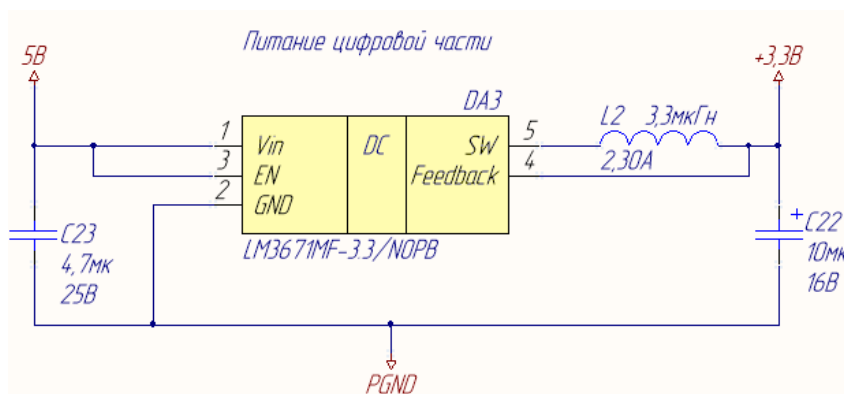 Питание цифровой части
5В
+3,3В
DA3
L2 3,3мкГн
2,30А
1 Vin DC SW 5
3 EN Feedback 4
2 GND
LM3671MF-3.3/NOPB
C23
4,7мк
25В
+ C22
10мк
16В
PGND